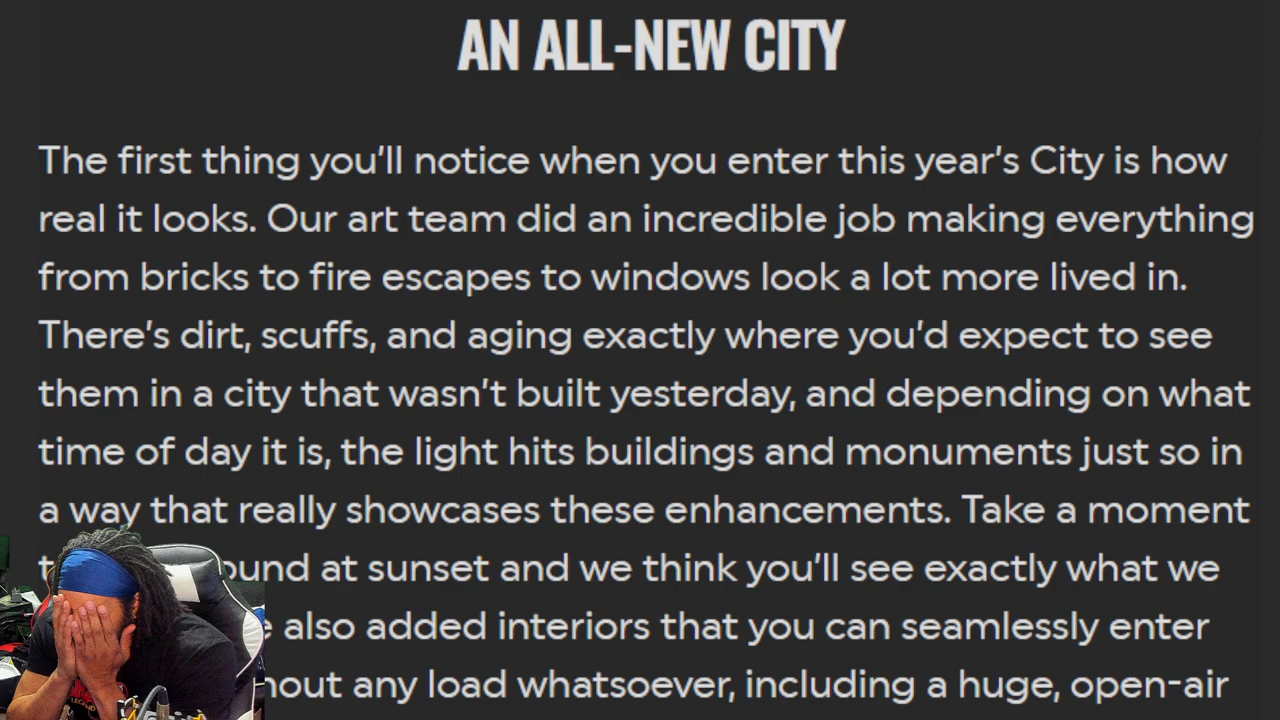 AN ALL-NEW CITY
The first thing you'll notice when you enter this year's City is how
real it looks. Our art team did an incredible job making everything
from bricks to fire escapes to windows look a lot more lived in.
There's dirt, scuffs, and aging exactly where you'd expect to see
them in a city that wasn't built yesterday, and depending on what
time of day it is, the light hits buildings and monuments just so in
a way that really showcases these enhancements. Take a moment
at sunset and we think you'll see exactly what we
also added interiors that you can seamlessly enter
any load whatsoever, including a huge, open-air
LEGEND